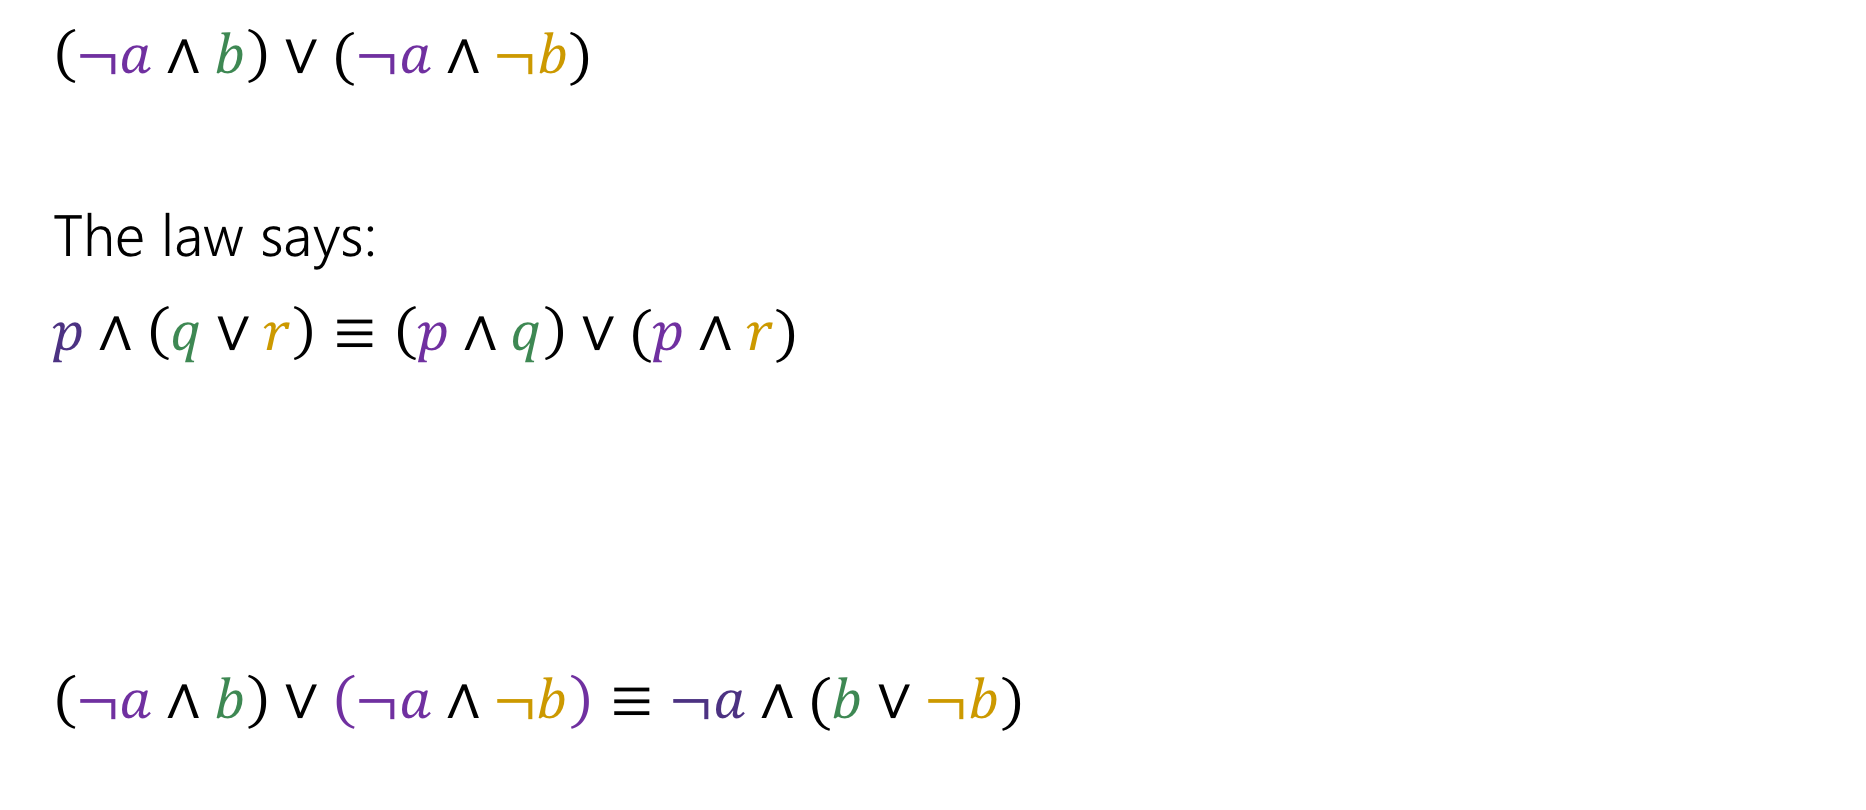 (¬a ∧ b) ∨ (¬a ∧ ¬b)
The law says:
p ∧ (q ∨ r) ≡ (p ∧ q) ∨ (p ∧ r)
(¬a ∧ b) ∨ (¬a ∧ ¬b) ≡ ¬a ∧ (b ∨ ¬b)